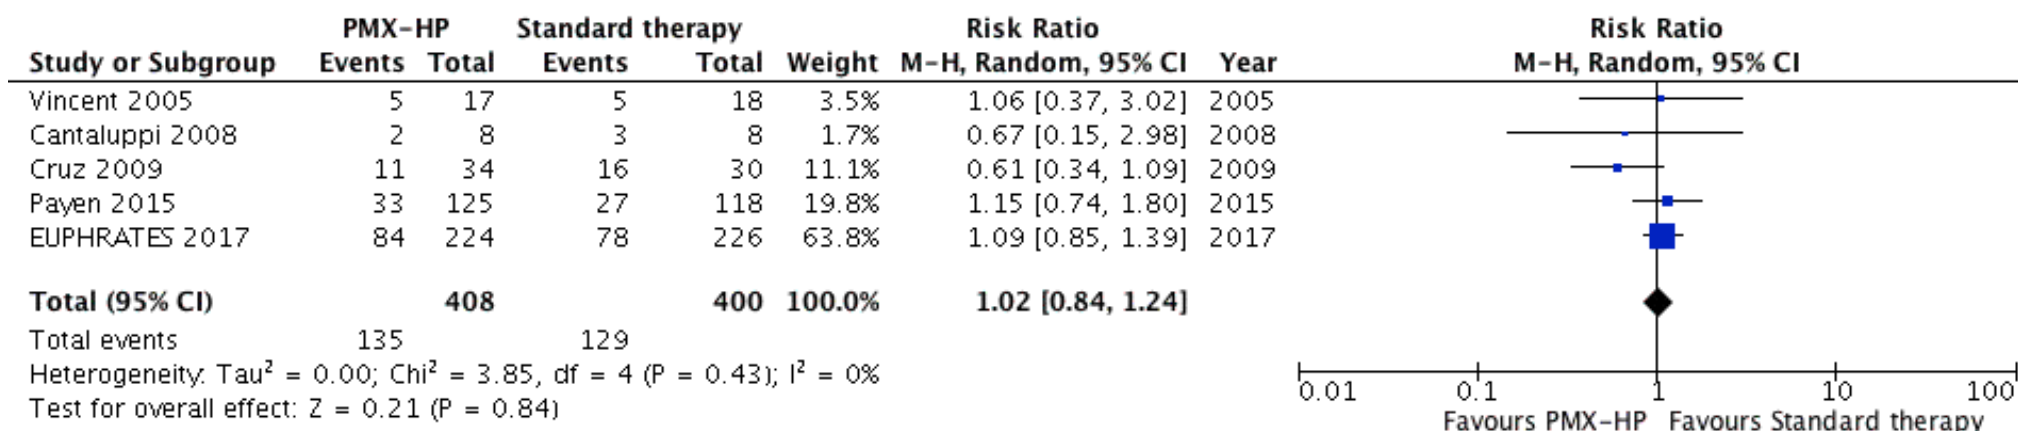 PMX-HP Standard therapy Risk Ratio Risk Ratio
Study or Subgroup Events Total Events Total Weight M-H, Random, 95% CI Year M-H, Random, 95% CI
Vincent 2005 5 17 5 18 3.5% 1.06 [0.37, 3.02] 2005
Cantaluppi 2008 2 8 3 8 1.7% 0.67 [0.15, 2.98] 2008
Cruz 2009 11 34 16 30 11.1% 0.61 [0.34, 1.09] 2009
Payen 2015 33 125 27 118 19.8% 1.15 [0.74, 1.80] 2015
EUPHRATES 2017 84 224 78 226 63.8% 1.09 [0.85, 1.39] 2017
Total (95% CI) 408 400 100.0% 1.02 [0.84, 1.24]
Total events 135 129
Heterogeneity: Tau² = 0.00; Chi² = 3.85, df = 4 (P = 0.43); I² = 0%
Test for overall effect: Z = 0.21 (P = 0.84)
0.01 0.1 1 10 100
Favours PMX-HP Favours Standard therapy